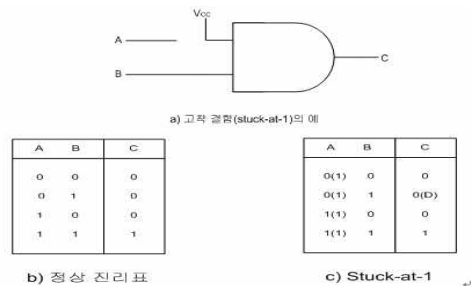 Vcc
A
B
C
a) 고착 결함(stuck-at-1)의 예
A B C
0 0 0
0 1 0
1 0 0
1 1 1
b) 정상 진리표
A B C
0(1) 0 0
0(1) 1 0(D)
1(1) 0 0
1(1) 1 1
c) Stuck-at-1